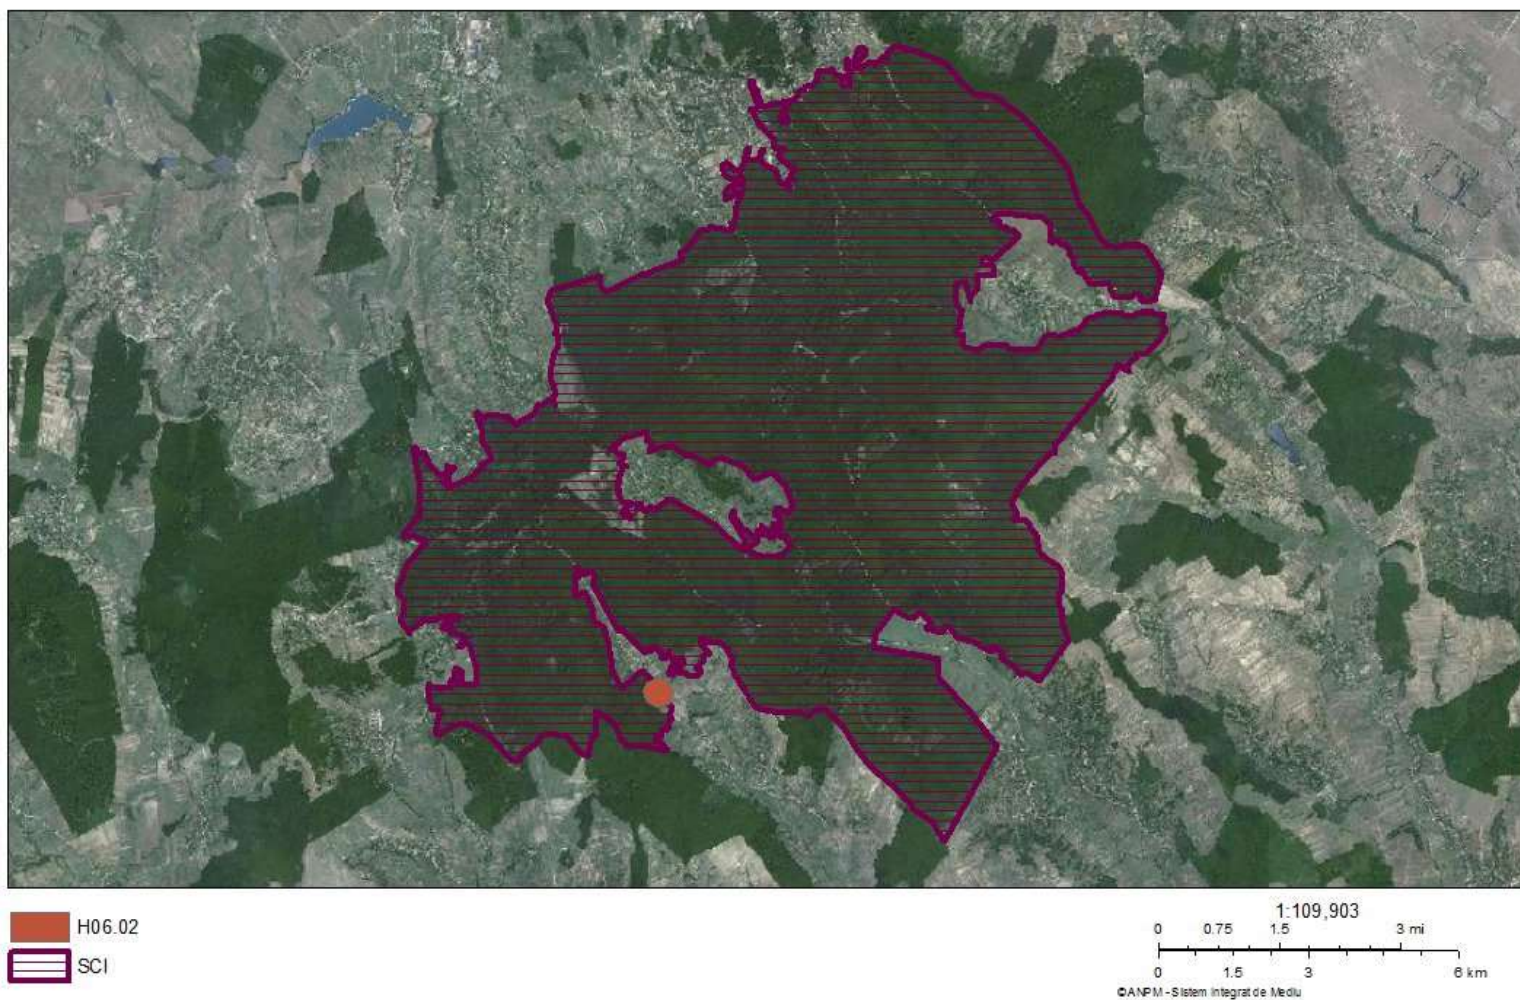 H06.02
SCI
1:109,903
0 0.75 1.5 3 mi
0 1.5 3 6 km
©ANPM - Sistem Integrat de Mediu